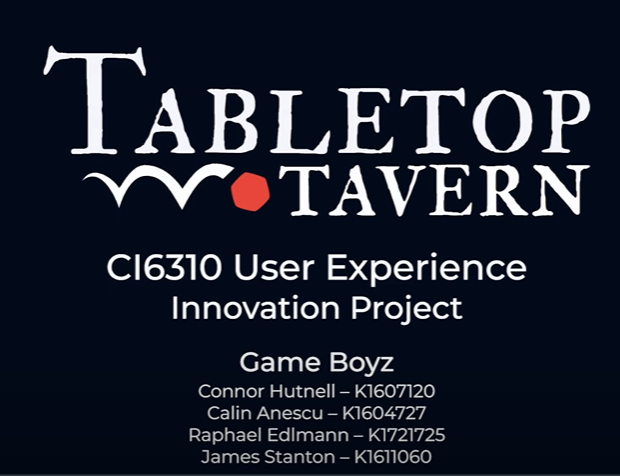 TABLETOP
TAVERN
CI6310 User Experience
Innovation Project
Game Boyz
Connor Hutnell – K1607120
Calin Anescu – K1604727
Raphael Edlmann – K1721725
James Stanton – K1611060